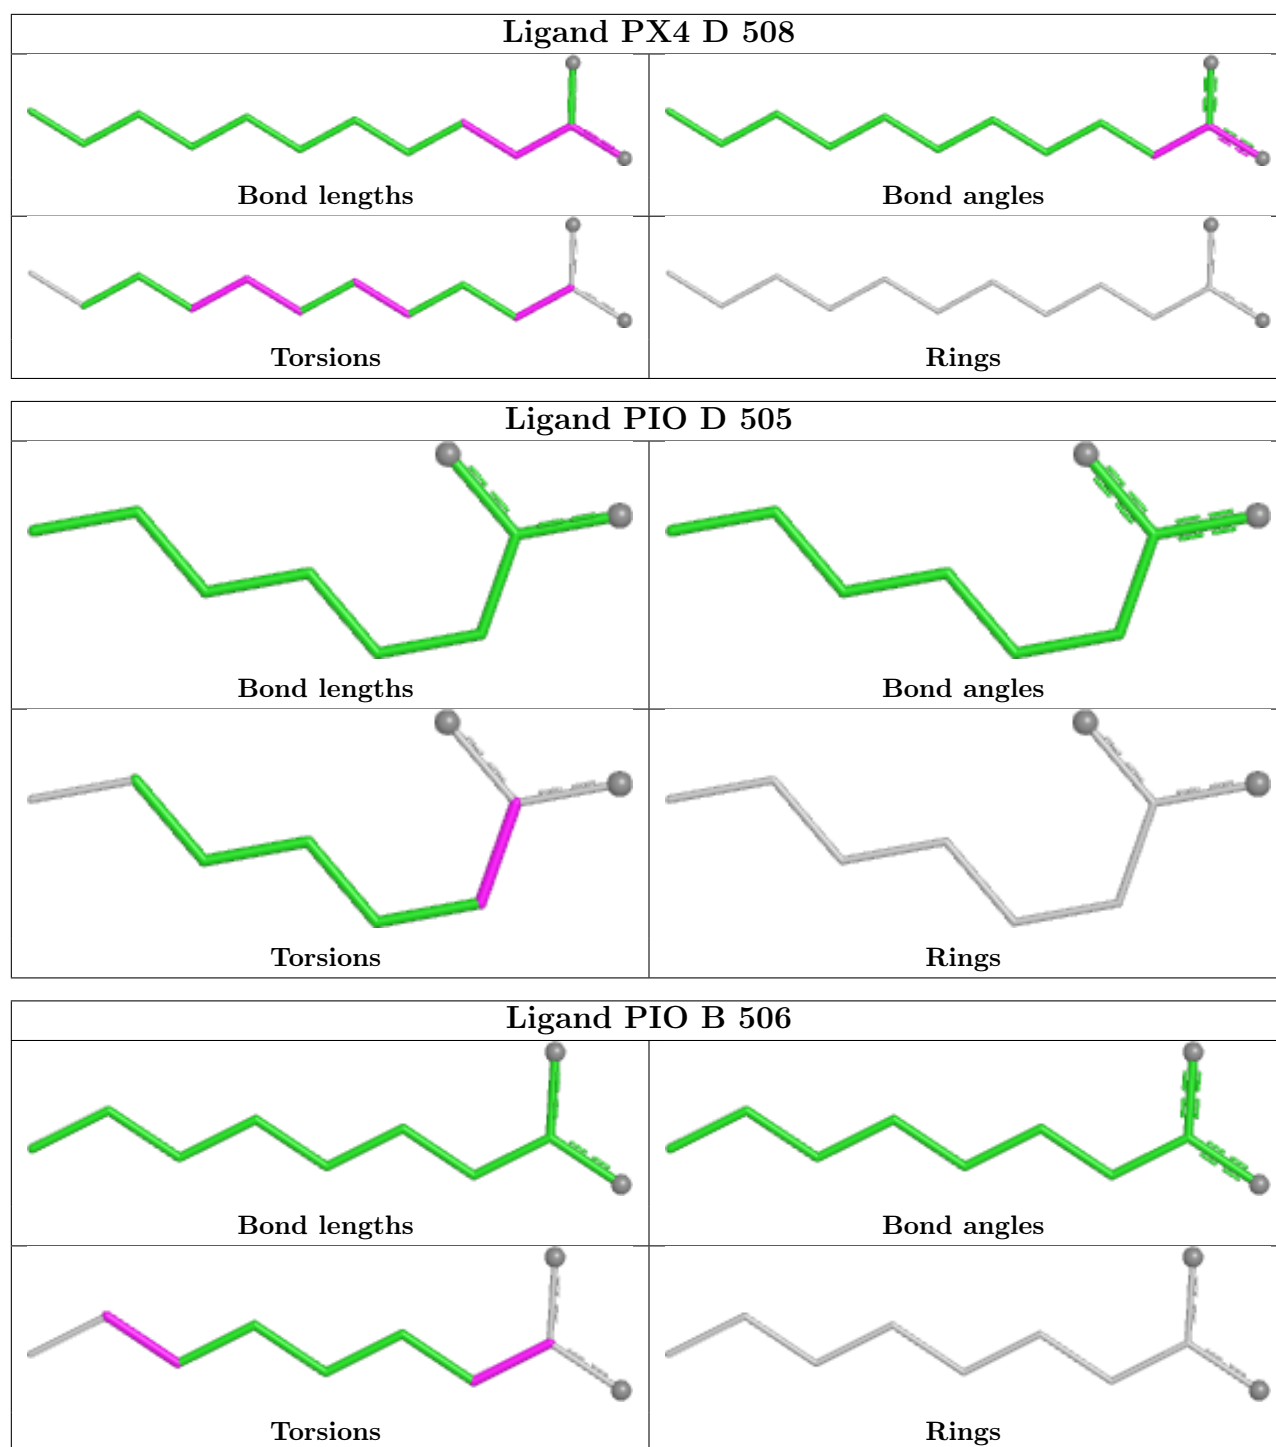 Ligand PX4 D 508
Bond lengths
Bond angles
Torsions
Rings
Ligand PIO D 505
Bond lengths
Bond angles
Torsions
Rings
Ligand PIO B 506
Bond lengths
Bond angles
Torsions
Rings